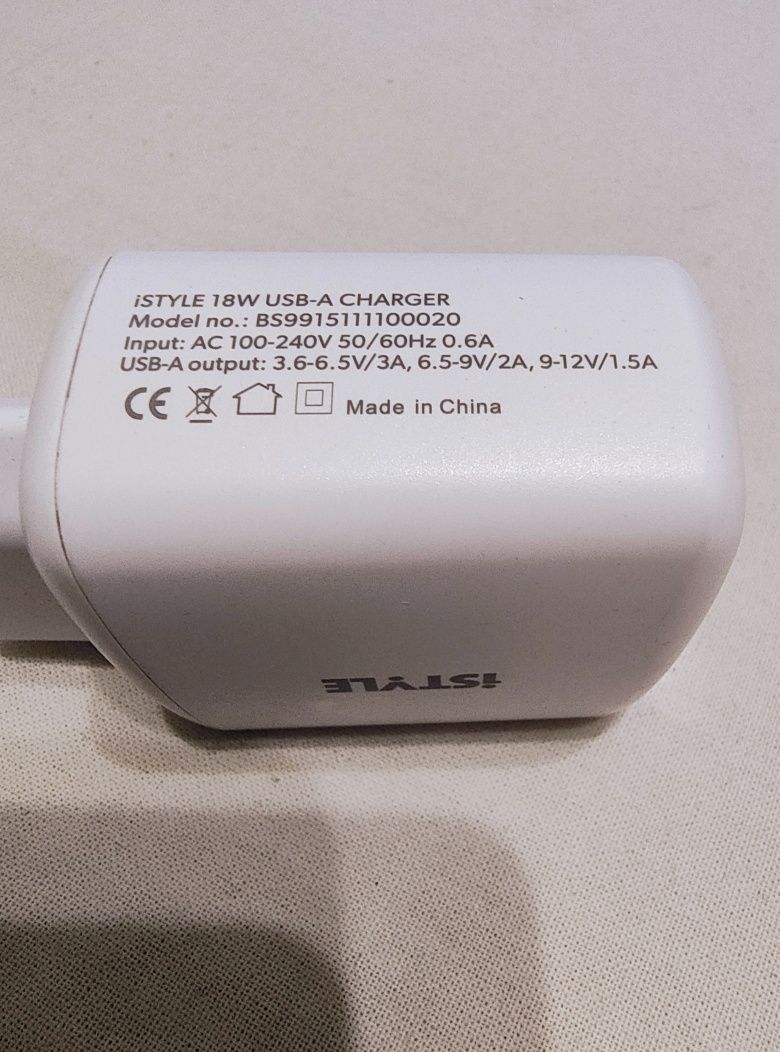 iSTYLE 18W USB-A CHARGER
Model no.: BS9915111100020
Input: AC 100-240V 50/60Hz 0.6A
USB-A output: 3.6-6.5V/3A, 6.5-9V/2A, 9-12V/1.5A
CE Made in China
iSTYLE